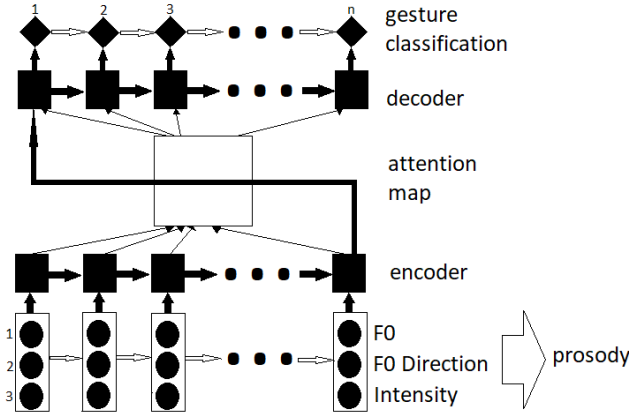 1 2 3 n
gesture
classification
decoder
attention
map
encoder
1 F0
2 F0 Direction
3 Intensity
prosody